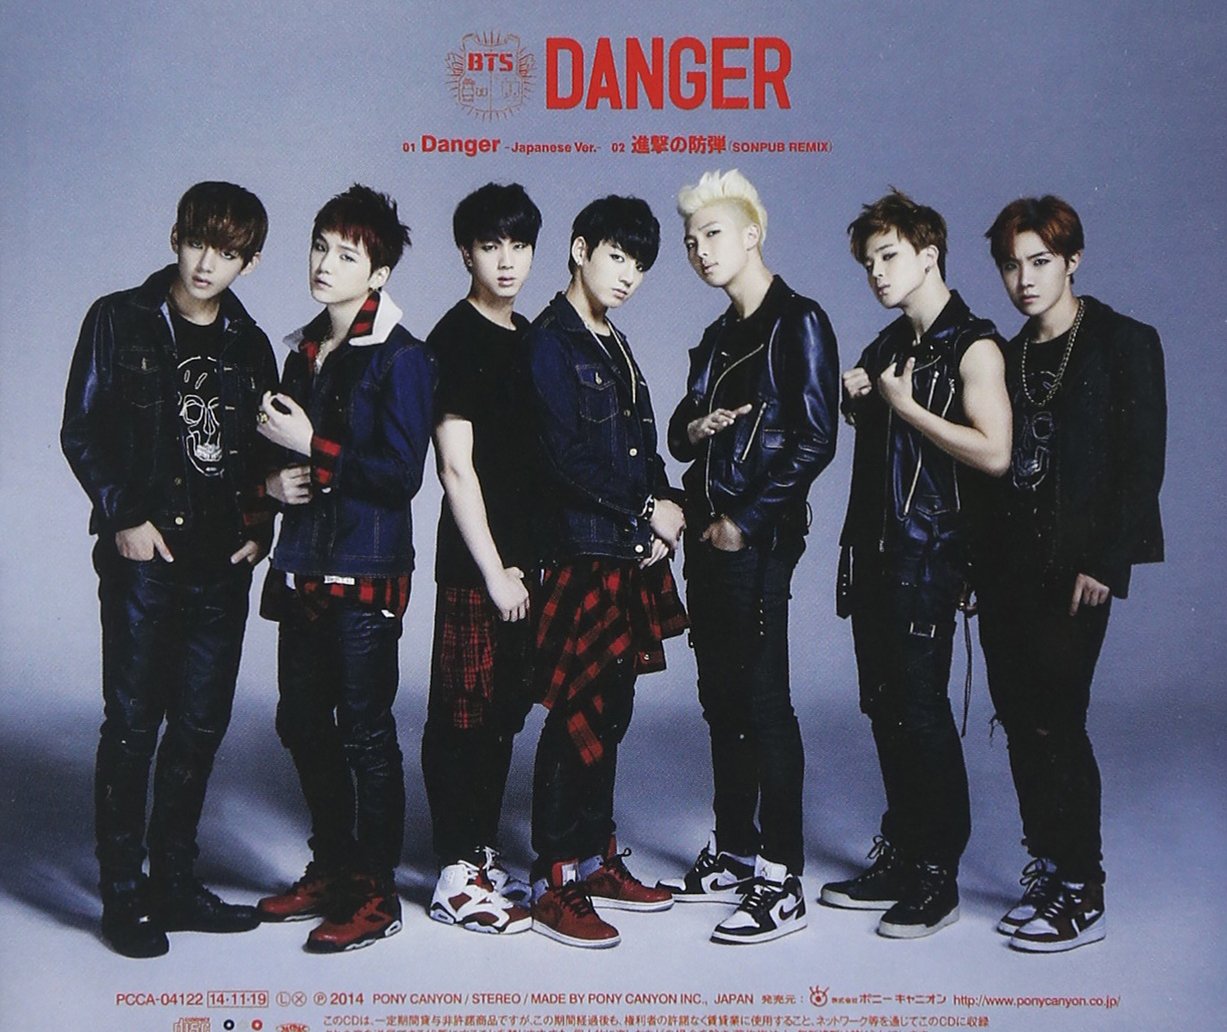 BTS
DANGER
01 Danger -Japanese Ver.- 02 進撃の防弾 (SONPUB REMIX)
PCCA-04122 14・11・19 Ⓛ Ⓧ Ⓟ 2014 PONY CANYON / STEREO / MADE BY PONY CANYON INC., JAPAN 発売元: 株式会社ポニーキャニオン http://www.ponycanyon.co.jp/
このCDは、一定期間貸与非許諾商品ですが、この期間経過後も、権利者の許諾なく賃貸業に使用すること、ネットワーク等を通じてこのCDに収録